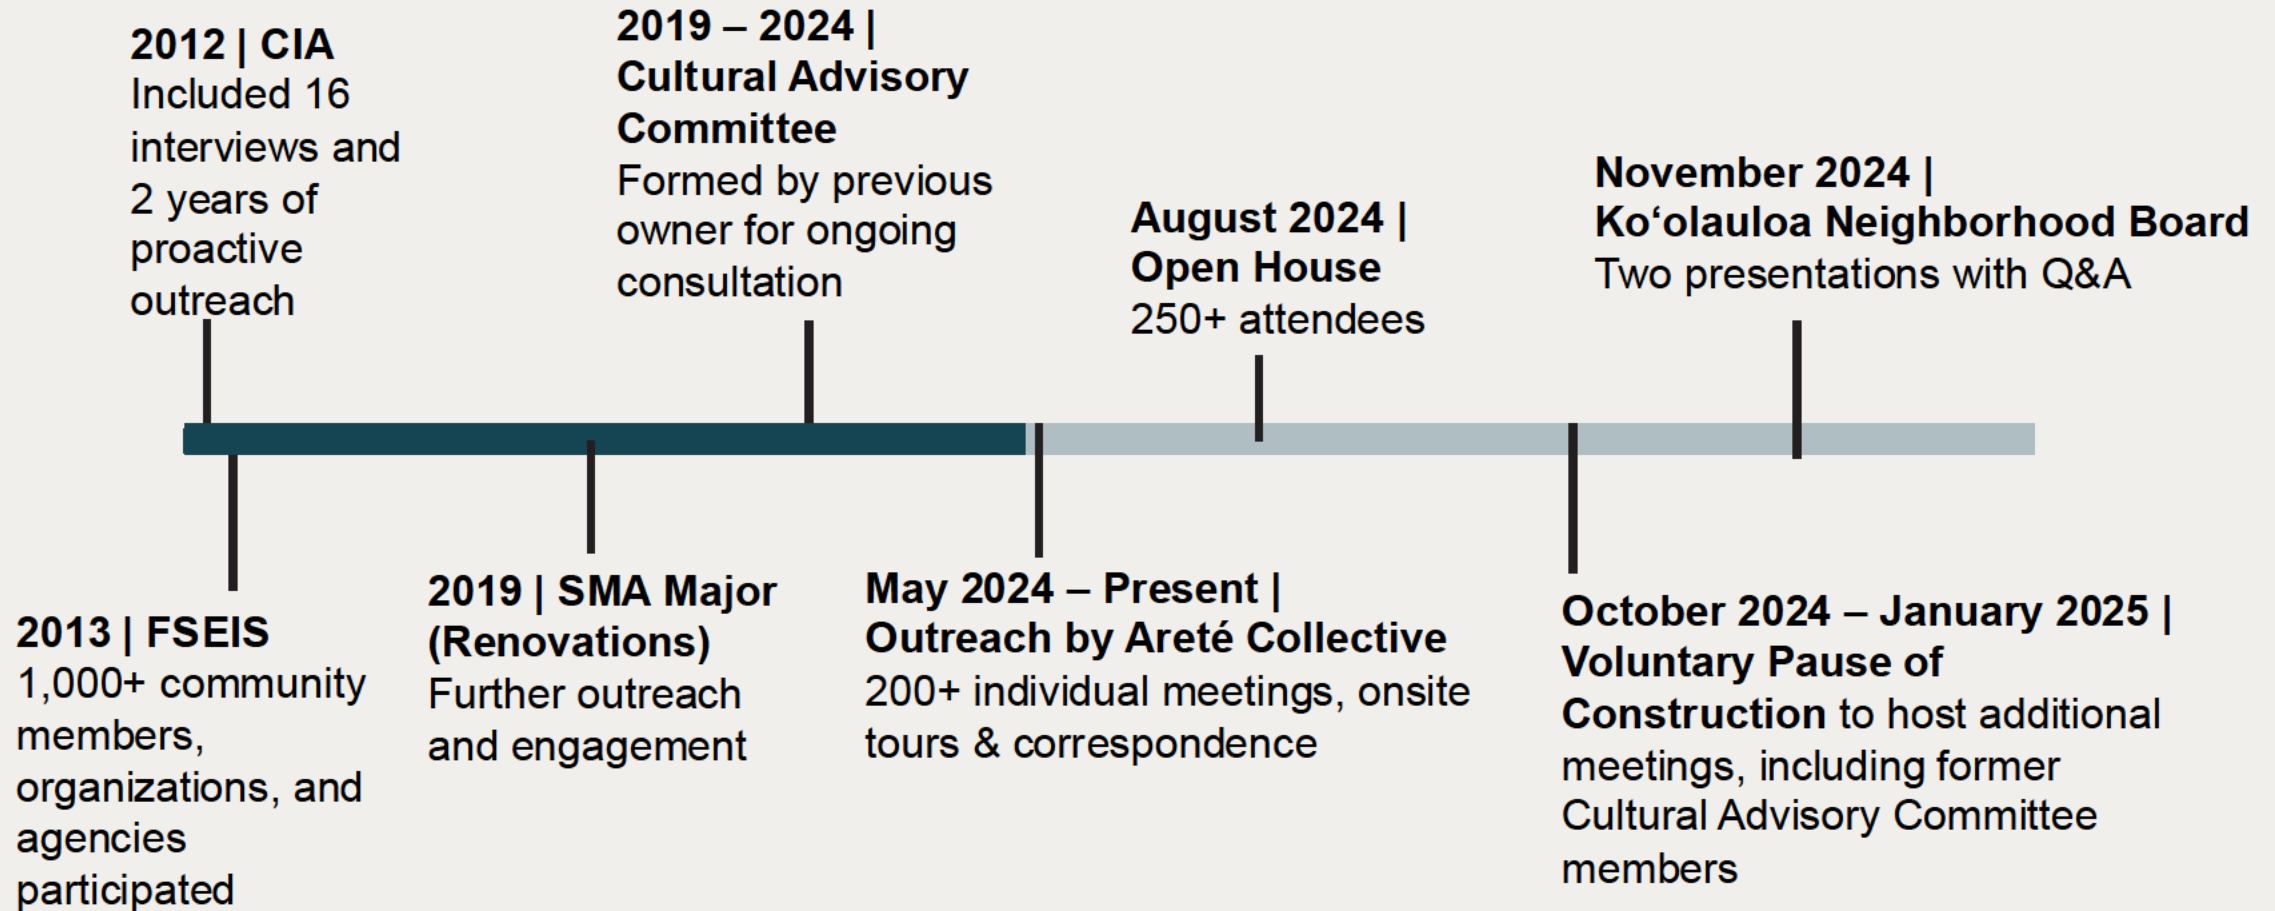 2012 | CIA
Included 16
interviews and
2 years of
proactive
outreach
2019 – 2024 |
Cultural Advisory
Committee
Formed by previous
owner for ongoing
consultation
August 2024 |
Open House
250+ attendees
November 2024 |
Koʻolauloa Neighborhood Board
Two presentations with Q&A
2013 | FSEIS
1,000+ community
members,
organizations, and
agencies
participated
2019 | SMA Major
(Renovations)
Further outreach
and engagement
May 2024 – Present |
Outreach by Areté Collective
200+ individual meetings, onsite
tours & correspondence
October 2024 – January 2025 |
Voluntary Pause of
Construction to host additional
meetings, including former
Cultural Advisory Committee
members